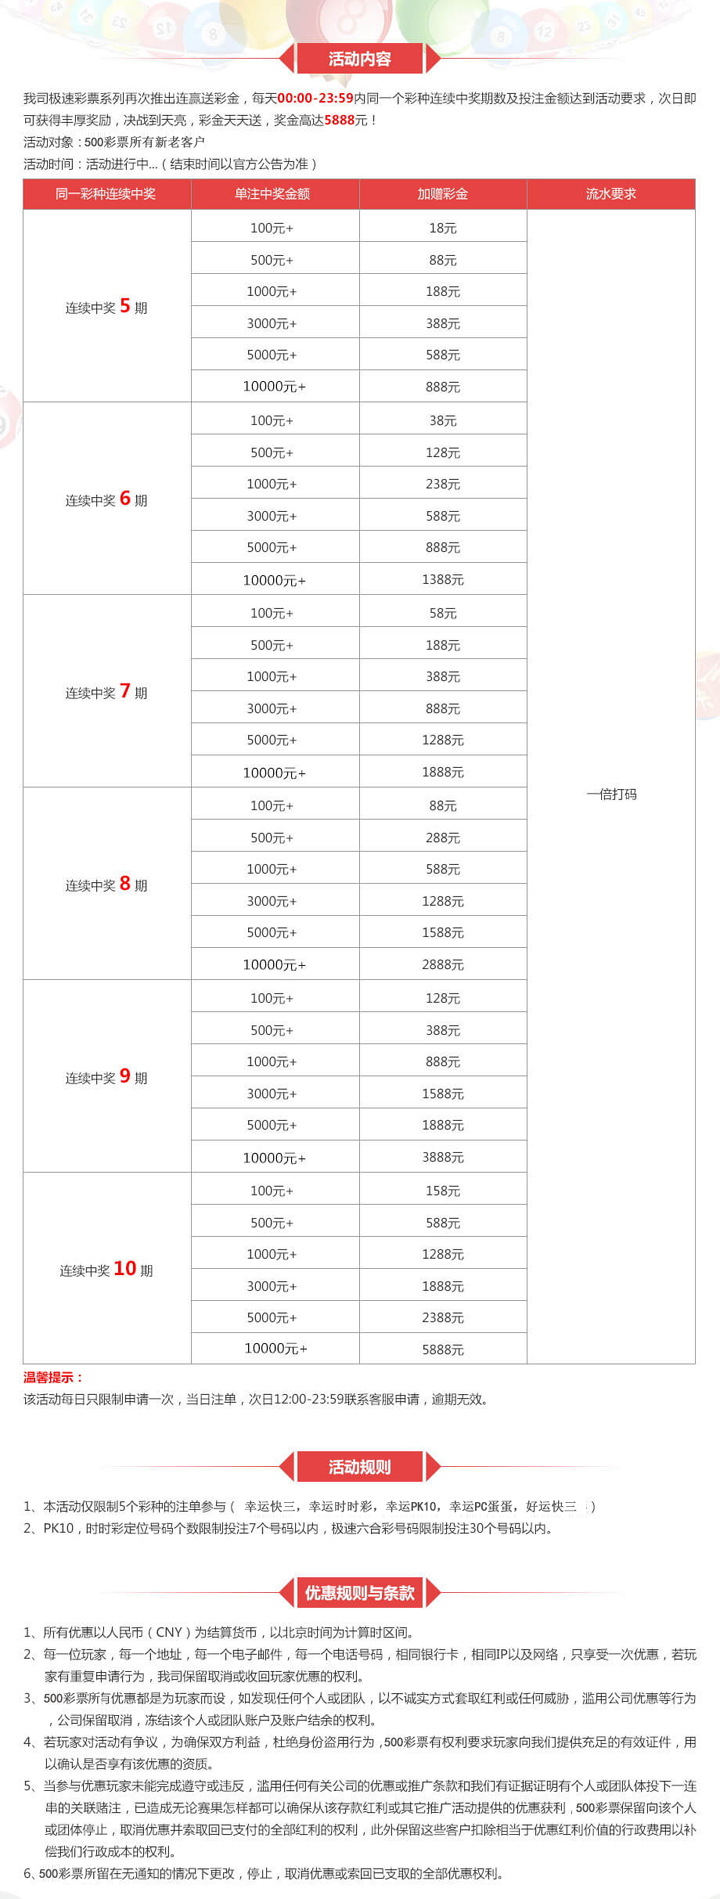 活动内容
我司极速彩票系列再次推出连赢送彩金，每天00:00-23:59内同一个彩种连续中奖期数及投注金额达到活动要求，次日即
可获得丰厚奖励，决战到天亮，彩金天天送，奖金高达5888元！
活动对象：500彩票所有新老客户
活动时间：活动进行中...（结束时间以官方公告为准）
同一彩种连续中奖 单注中奖金额 加赠彩金 流水要求
连续中奖 5 期
100元+ 18元
500元+ 88元
1000元+ 188元
3000元+ 388元
5000元+ 588元
10000元+ 888元
连续中奖 6 期
100元+ 38元
500元+ 128元
1000元+ 238元
3000元+ 588元
5000元+ 888元
10000元+ 1388元
连续中奖 7 期
100元+ 58元
500元+ 188元
1000元+ 388元
3000元+ 888元
5000元+ 1288元
10000元+ 1888元
一倍打码
连续中奖 8 期
100元+ 88元
500元+ 288元
1000元+ 588元
3000元+ 1288元
5000元+ 1588元
10000元+ 2888元
连续中奖 9 期
100元+ 128元
500元+ 388元
1000元+ 888元
3000元+ 1588元
5000元+ 1888元
10000元+ 3888元
连续中奖 10 期
100元+ 158元
500元+ 588元
1000元+ 1288元
3000元+ 1888元
5000元+ 2388元
10000元+ 5888元
温馨提示：
该活动每日只限制申请一次，当日注单，次日12:00-23:59联系客服申请，逾期无效。
活动规则
1、本活动仅限制5个彩种的注单参与（ 幸运快三，幸运时时彩，幸运PK10，幸运PC蛋蛋，好运快三 ）
2、PK10，时时彩定位号码个数限制投注7个号码以内，极速六合彩号码限制投注30个号码以内。
优惠规则与条款
1、所有优惠以人民币（CNY）为结算货币，以北京时间为计算时区间。
2、每一位玩家，每一个地址，每一个电子邮件，每一个电话号码，相同银行卡，相同IP以及网络，只享受一次优惠，若玩
家有重复申请行为，我司保留取消或收回玩家优惠的权利。
3、500彩票所有优惠都是为玩家而设，如发现任何个人或团队，以不诚实方式套取红利或任何威胁，滥用公司优惠等行为
，公司保留取消，冻结该个人或团队账户及账户结余的权利。
4、若玩家对活动有争议，为确保双方利益，杜绝身份盗用行为，500彩票有权利要求玩家向我们提供充足的有效证件，用
以确认是否享有该优惠的资质。
5、当参与优惠玩家未能完成遵守或违反，滥用任何有关公司的优惠或推广条款和我们有证据证明有个人或团队体投下一连
串的关联赌注，已造成无论赛果怎样都可以确保从该存款红利或其它推广活动提供的优惠获利，500彩票保留向该个人
或团体停止，取消优惠并索取回已支付的全部红利的权利，此外保留这些客户扣除相当于优惠红利价值的行政费用以补
偿我们行政成本的权利。
6、500彩票所留在无通知的情况下更改，停止，取消优惠或索回已支取的全部优惠权利。